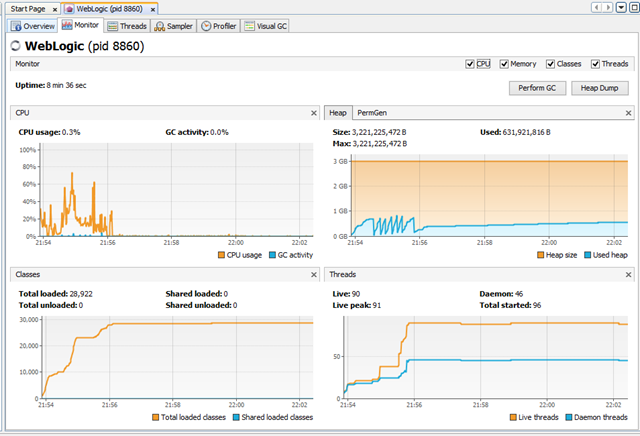 Start Page WebLogic (pid 8860)
Overview Monitor Threads Sampler Profiler Visual GC
WebLogic (pid 8860)
Monitor CPU Memory Classes Threads
Uptime: 8 min 36 sec
Perform GC Heap Dump
CPU
CPU usage: 0.3% GC activity: 0.0%
100%
80%
60%
40%
20%
0%
21:54 21:56 21:58 22:00 22:02
CPU usage GC activity
Heap PermGen
Size: 3,221,225,472 B Used: 631,921,816 B
Max: 3,221,225,472 B
3 GB
2 GB
1 GB
0 GB
21:54 21:56 21:58 22:00 22:02
Heap size Used heap
Classes
Total loaded: 28,922 Shared loaded: 0
Total unloaded: 0 Shared unloaded: 0
30,000
20,000
10,000
0
21:54 21:56 21:58 22:00 22:02
Total loaded classes Shared loaded classes
Threads
Live: 90 Daemon: 46
Live peak: 91 Total started: 96
50
0
21:54 21:56 21:58 22:00 22:02
Live threads Daemon threads